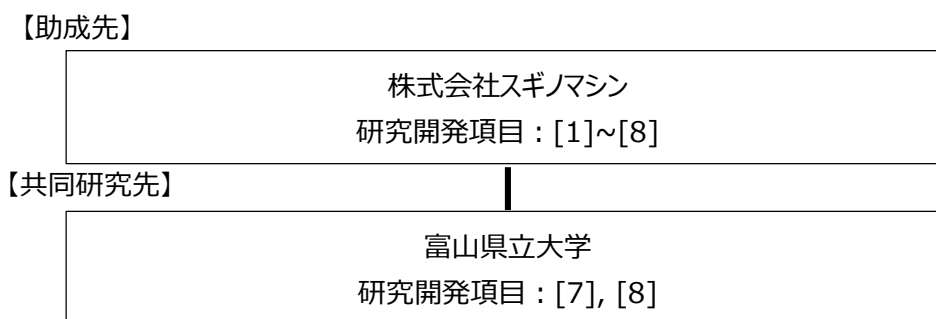 【助成先】
株式会社スギノマシン
研究開発項目：[1]~[8]
【共同研究先】
富山県立大学
研究開発項目：[7], [8]